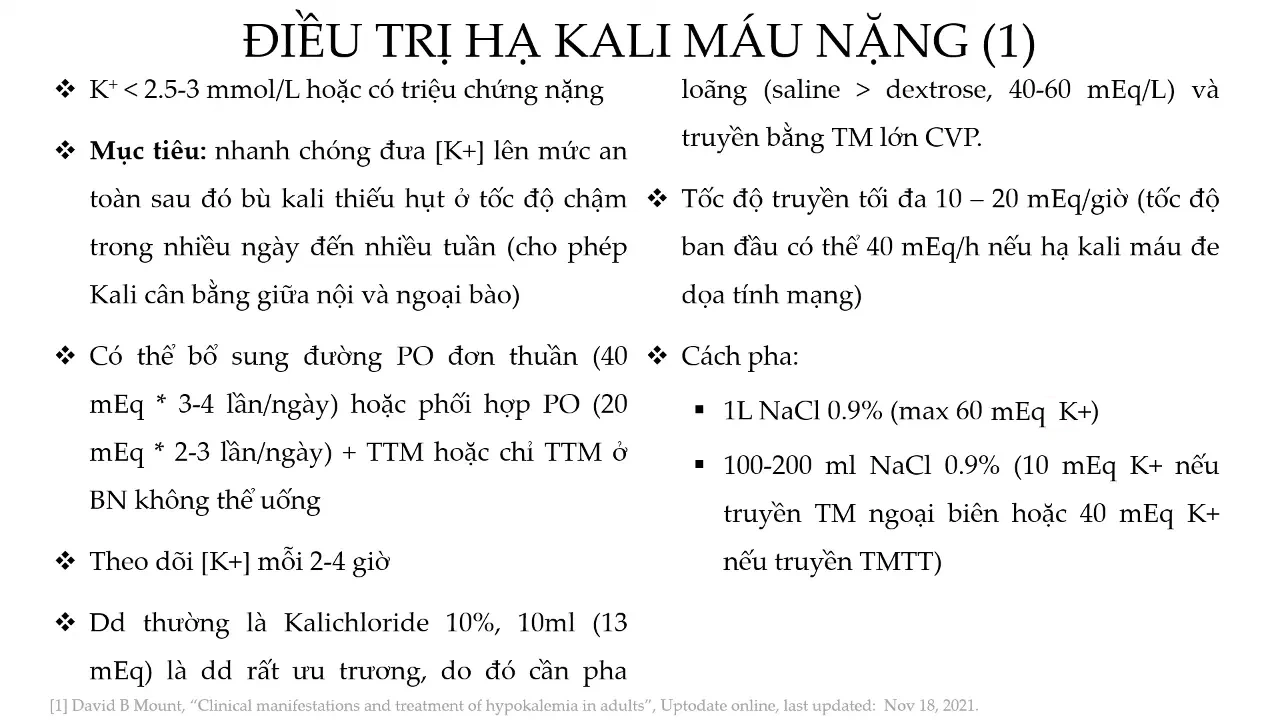 ĐIỀU TRỊ HẠ KALI MÁU NẶNG (1)
❖ K⁺ < 2.5-3 mmol/L hoặc có triệu chứng nặng
❖ Mục tiêu: nhanh chóng đưa [K+] lên mức an
toàn sau đó bù kali thiếu hụt ở tốc độ chậm
trong nhiều ngày đến nhiều tuần (cho phép
Kali cân bằng giữa nội và ngoại bào)
❖ Có thể bổ sung đường PO đơn thuần (40
mEq * 3-4 lần/ngày) hoặc phối hợp PO (20
mEq * 2-3 lần/ngày) + TTM hoặc chỉ TTM ở
BN không thể uống
❖ Theo dõi [K+] mỗi 2-4 giờ
❖ Dd thường là Kalichloride 10%, 10ml (13
mEq) là dd rất ưu trương, do đó cần pha
loãng (saline > dextrose, 40-60 mEq/L) và
truyền bằng TM lớn CVP.
❖ Tốc độ truyền tối đa 10 – 20 mEq/giờ (tốc độ
ban đầu có thể 40 mEq/h nếu hạ kali máu đe
dọa tính mạng)
❖ Cách pha:
▪ 1L NaCl 0.9% (max 60 mEq K+)
▪ 100-200 ml NaCl 0.9% (10 mEq K+ nếu
truyền TM ngoại biên hoặc 40 mEq K+
nếu truyền TMTT)
[1] David B Mount, “Clinical manifestations and treatment of hypokalemia in adults”, Uptodate online, last updated: Nov 18, 2021.